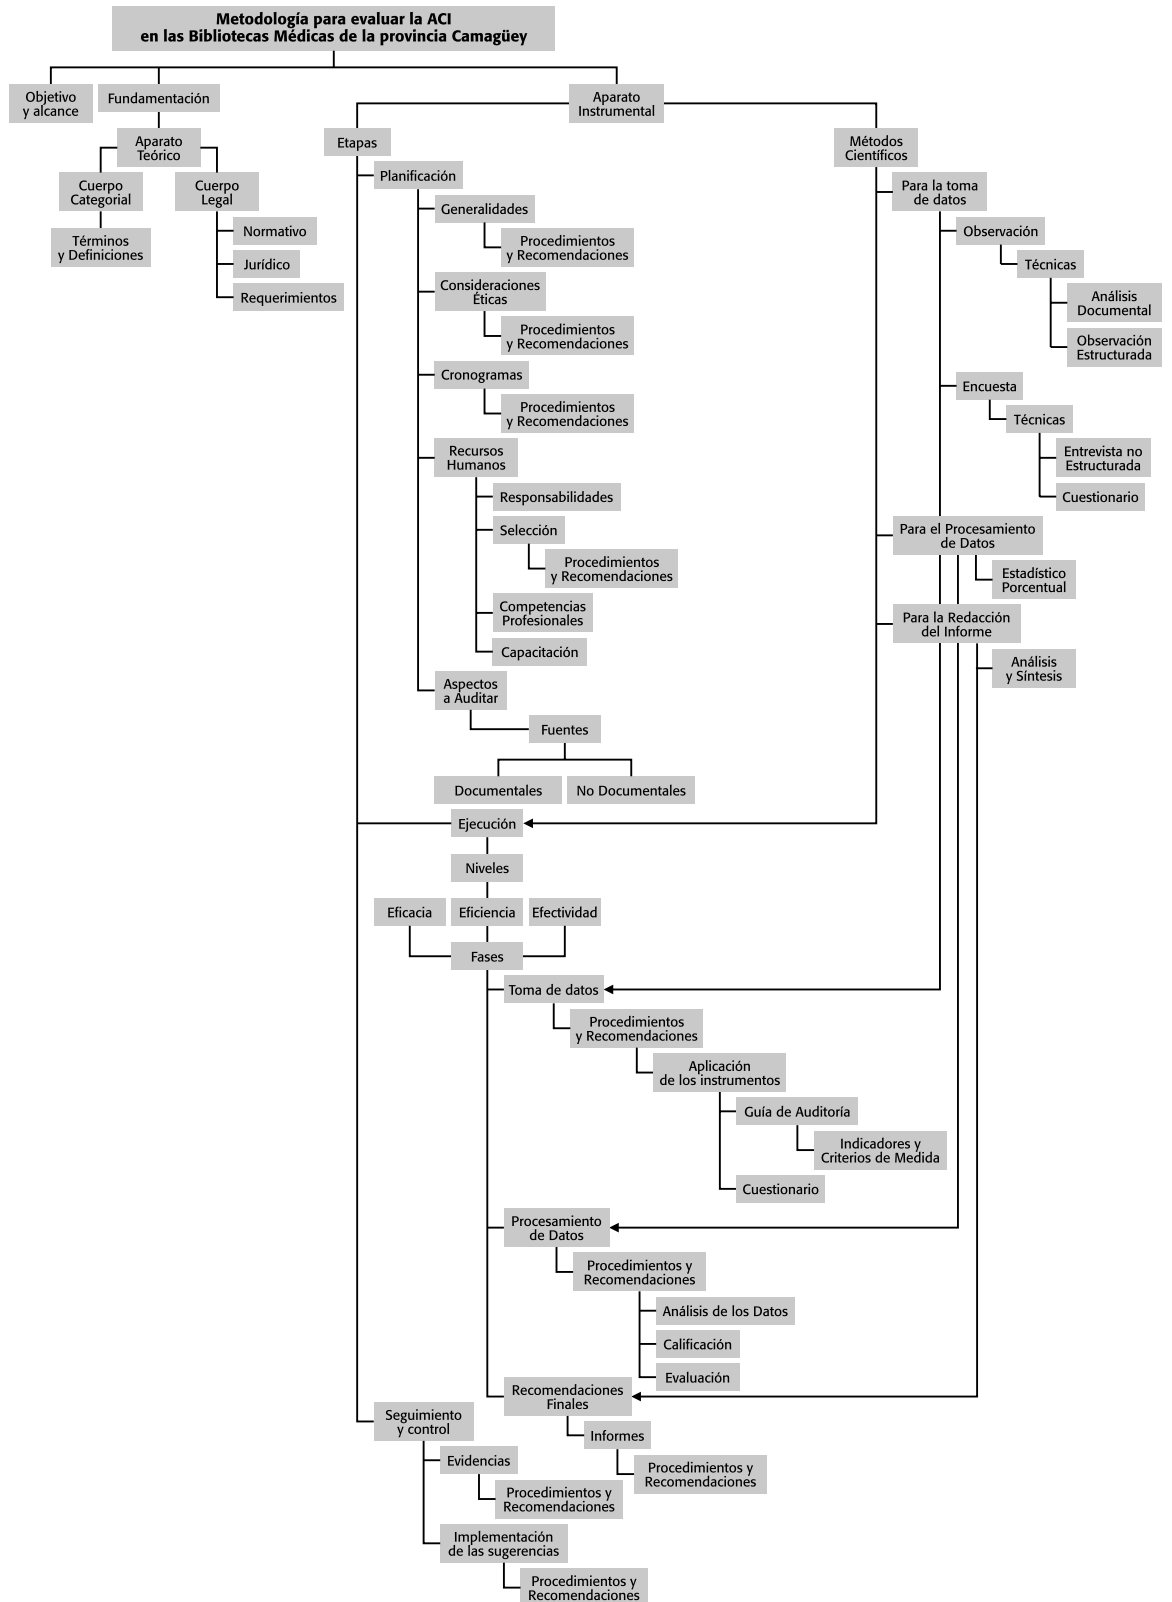 Metodología para evaluar la ACI
en las Bibliotecas Médicas de la provincia Camagüey
Objetivo
y alcance
Fundamentación
Aparato
Teórico
Cuerpo
Categorial
Términos
y Definiciones
Cuerpo
Legal
Normativo
Jurídico
Requerimientos
Aparato
Instrumental
Etapas
Planificación
Generalidades
Procedimientos
y Recomendaciones
Consideraciones
Éticas
Procedimientos
y Recomendaciones
Cronogramas
Procedimientos
y Recomendaciones
Recursos
Humanos
Responsabilidades
Selección
Procedimientos
y Recomendaciones
Competencias
Profesionales
Capacitación
Aspectos
a Auditar
Fuentes
Documentales
No Documentales
Métodos
Científicos
Para la toma
de datos
Observación
Técnicas
Análisis
Documental
Observación
Estructurada
Encuesta
Técnicas
Entrevista no
Estructurada
Cuestionario
Para el Procesamiento
de Datos
Estadístico
Porcentual
Para la Redacción
del Informe
Análisis
y Síntesis
Ejecución
Niveles
Eficacia
Eficiencia
Efectividad
Fases
Toma de datos
Procedimientos
y Recomendaciones
Aplicación
de los instrumentos
Guía de Auditoría
Indicadores y
Criterios de Medida
Cuestionario
Procesamiento
de Datos
Procedimientos y
Recomendaciones
Análisis de los Datos
Calificación
Evaluación
Recomendaciones
Finales
Informes
Procedimientos y
Recomendaciones
Seguimiento
y control
Evidencias
Procedimientos y
Recomendaciones
Implementación
de las sugerencias
Procedimientos y
Recomendaciones